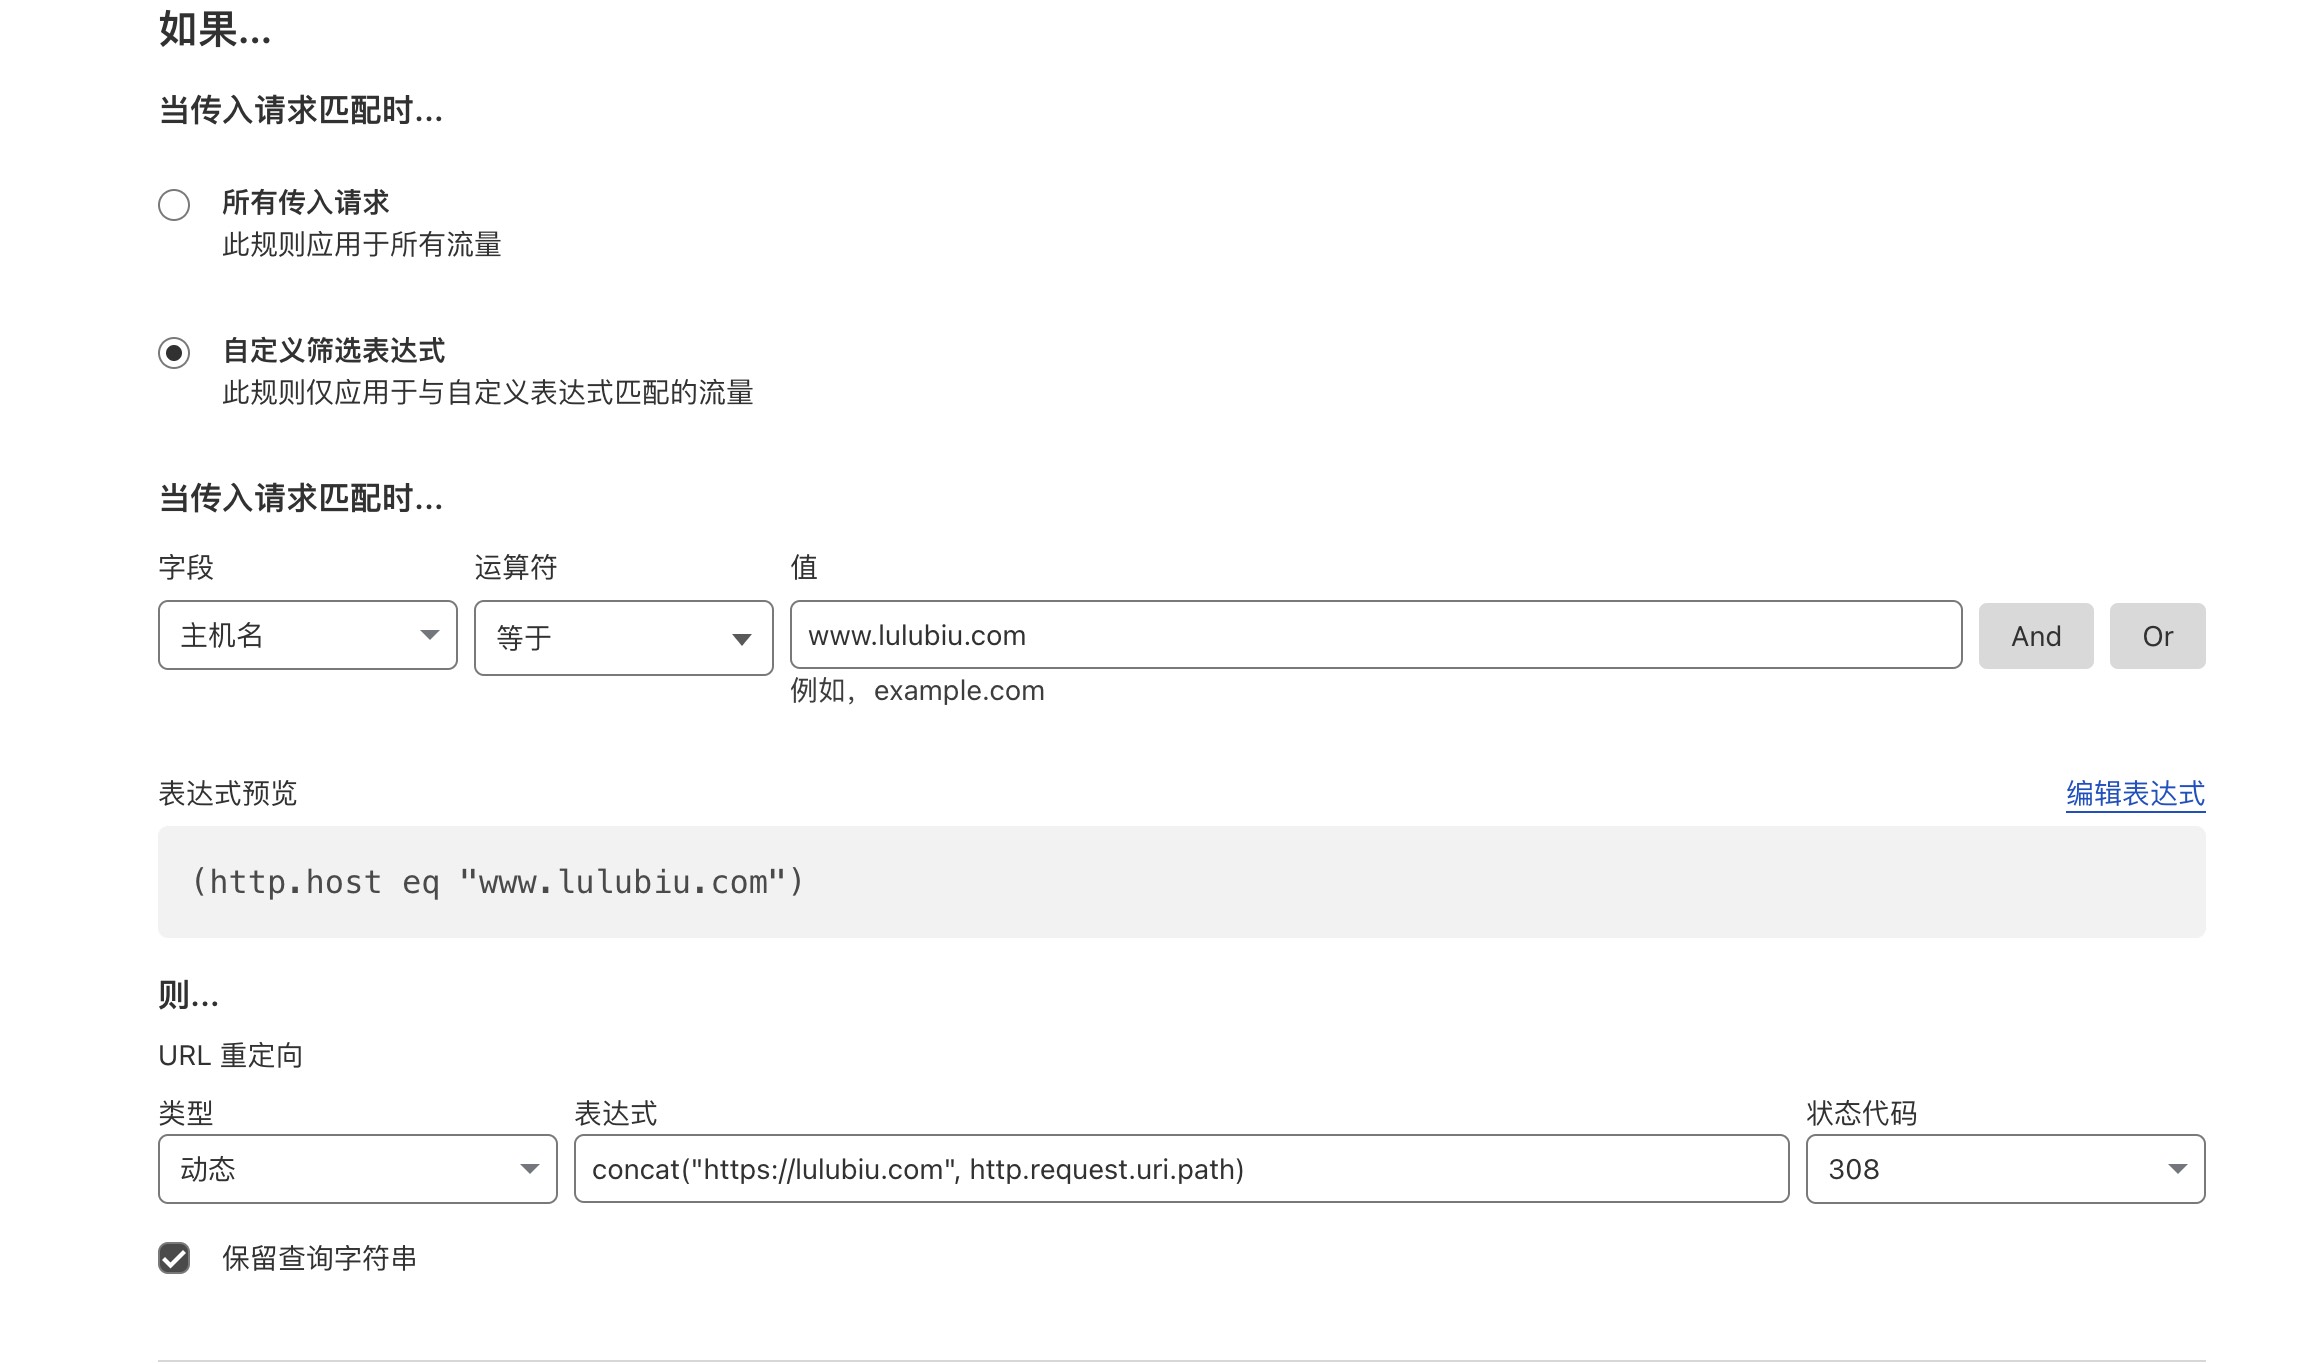 如果...
当传入请求匹配时...
所有传入请求
此规则应用于所有流量
自定义筛选表达式
此规则仅应用于与自定义表达式匹配的流量
当传入请求匹配时...
字段 运算符 值
主机名 等于 www.lulubiu.com And Or
例如，example.com
表达式预览 编辑表达式
(http.host eq "www.lulubiu.com")
则...
URL 重定向
类型 表达式 状态代码
动态 concat("https://lulubiu.com", http.request.uri.path) 308
保留查询字符串